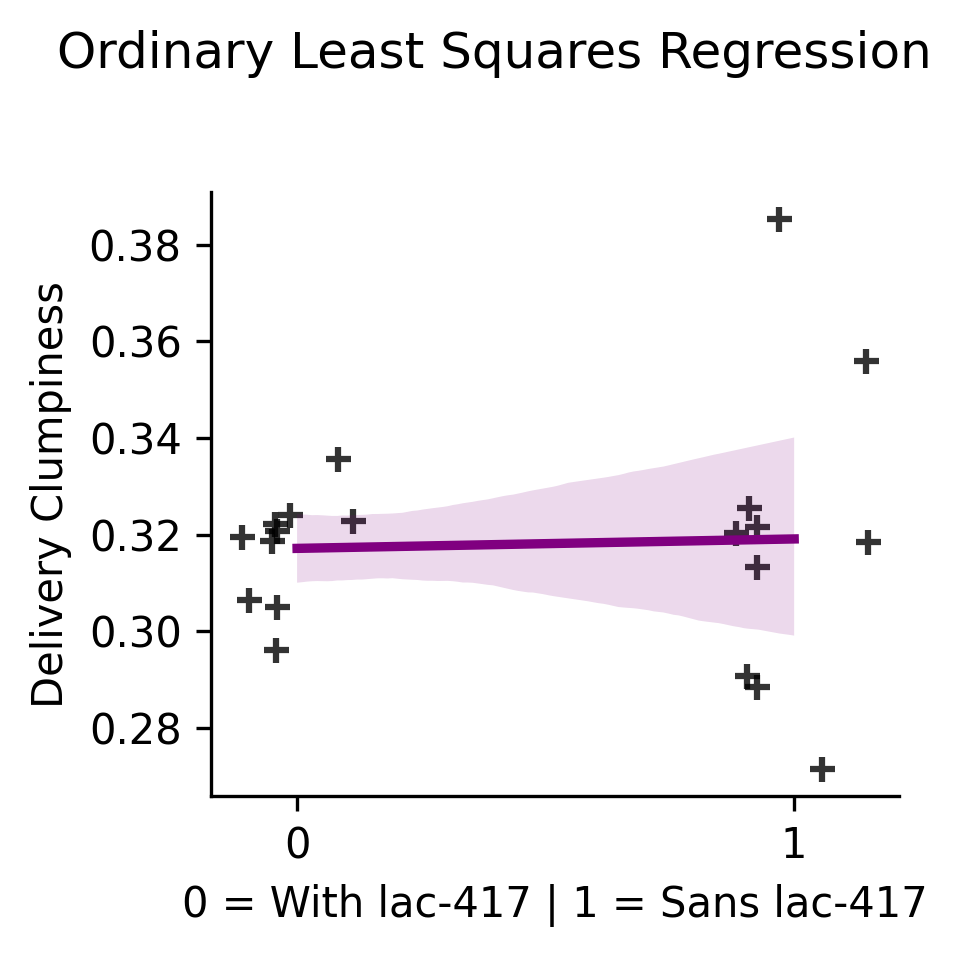 Ordinary Least Squares Regression
Delivery Clumpiness
0.38
0.36
0.34
0.32
0.30
0.28
0
1
0 = With lac-417 | 1 = Sans lac-417